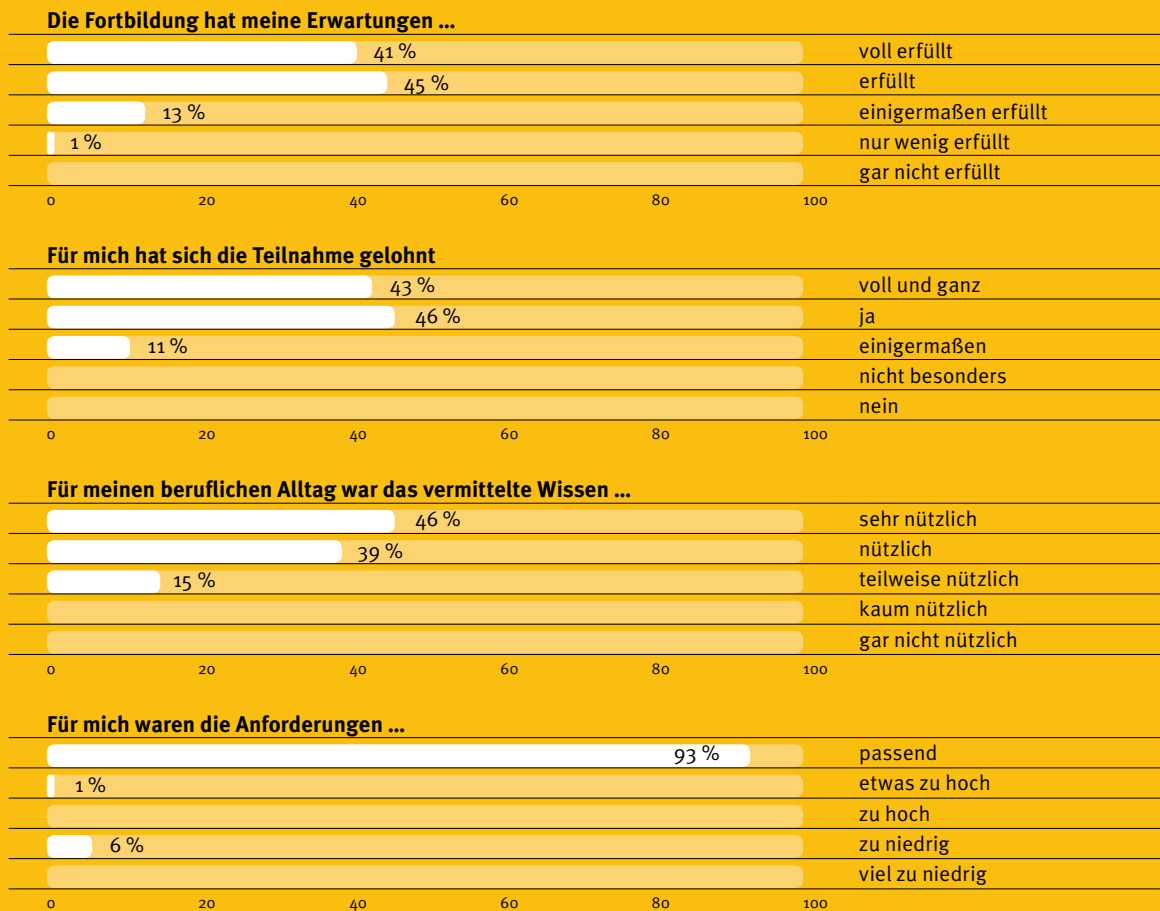 Die Fortbildung hat meine Erwartungen ...
41 % voll erfüllt
45 % erfüllt
13 % einigermaßen erfüllt
1 % nur wenig erfüllt
gar nicht erfüllt
0 20 40 60 80 100
Für mich hat sich die Teilnahme gelohnt
43 % voll und ganz
46 % ja
11 % einigermaßen
nicht besonders
nein
0 20 40 60 80 100
Für meinen beruflichen Alltag war das vermittelte Wissen ...
46 % sehr nützlich
39 % nützlich
15 % teilweise nützlich
kaum nützlich
gar nicht nützlich
0 20 40 60 80 100
Für mich waren die Anforderungen ...
93 % passend
1 % etwas zu hoch
zu hoch
6 % zu niedrig
viel zu niedrig
0 20 40 60 80 100